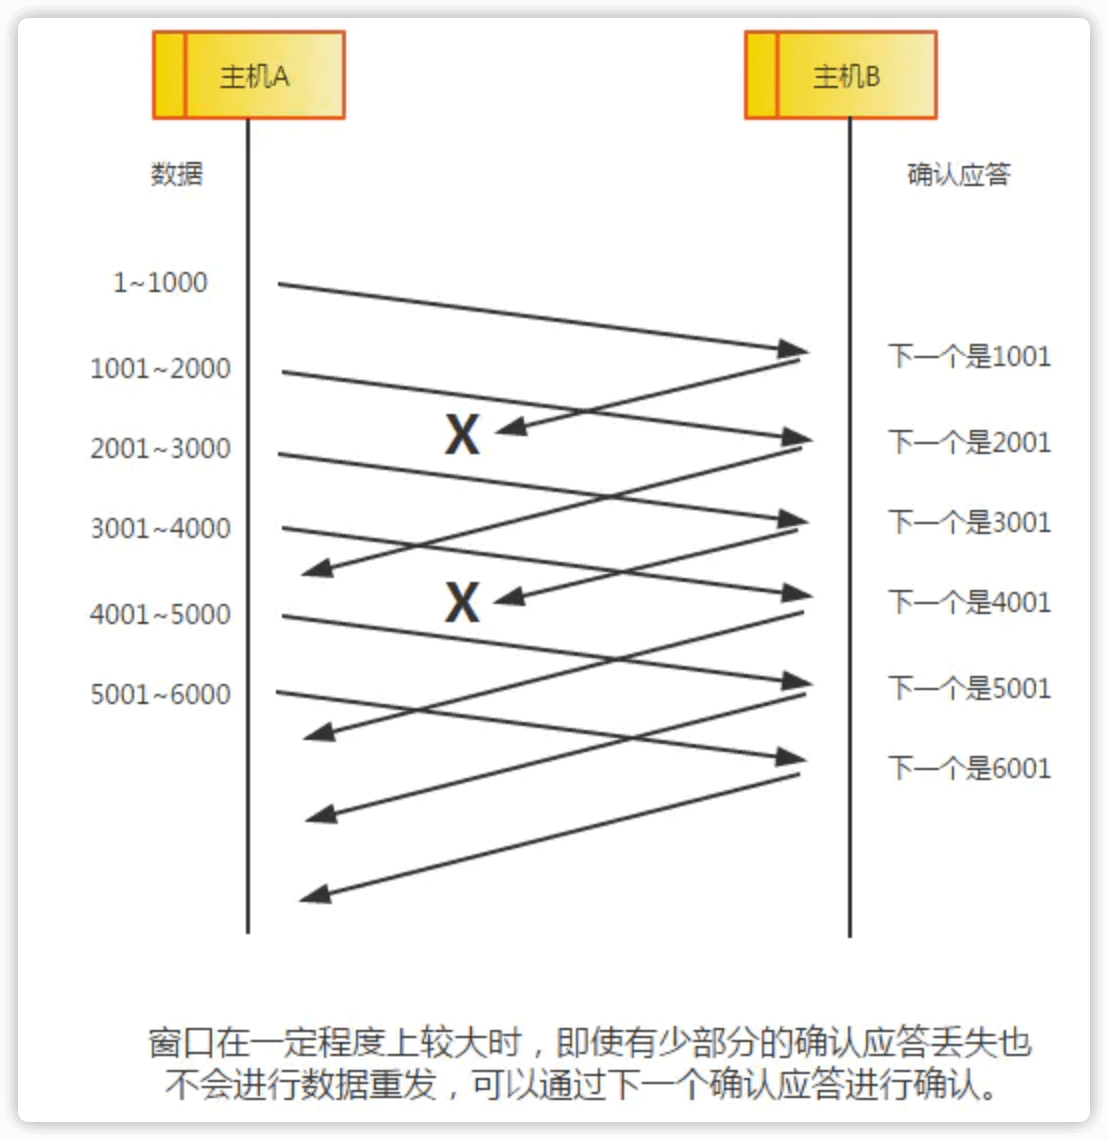 主机A
主机B
数据
确认应答
1~1000
下一个是1001
1001~2000
X
下一个是2001
2001~3000
下一个是3001
3001~4000
X
下一个是4001
4001~5000
下一个是5001
5001~6000
下一个是6001
窗口在一定程度上较大时，即使有少部分的确认应答丢失也
不会进行数据重发，可以通过下一个确认应答进行确认。